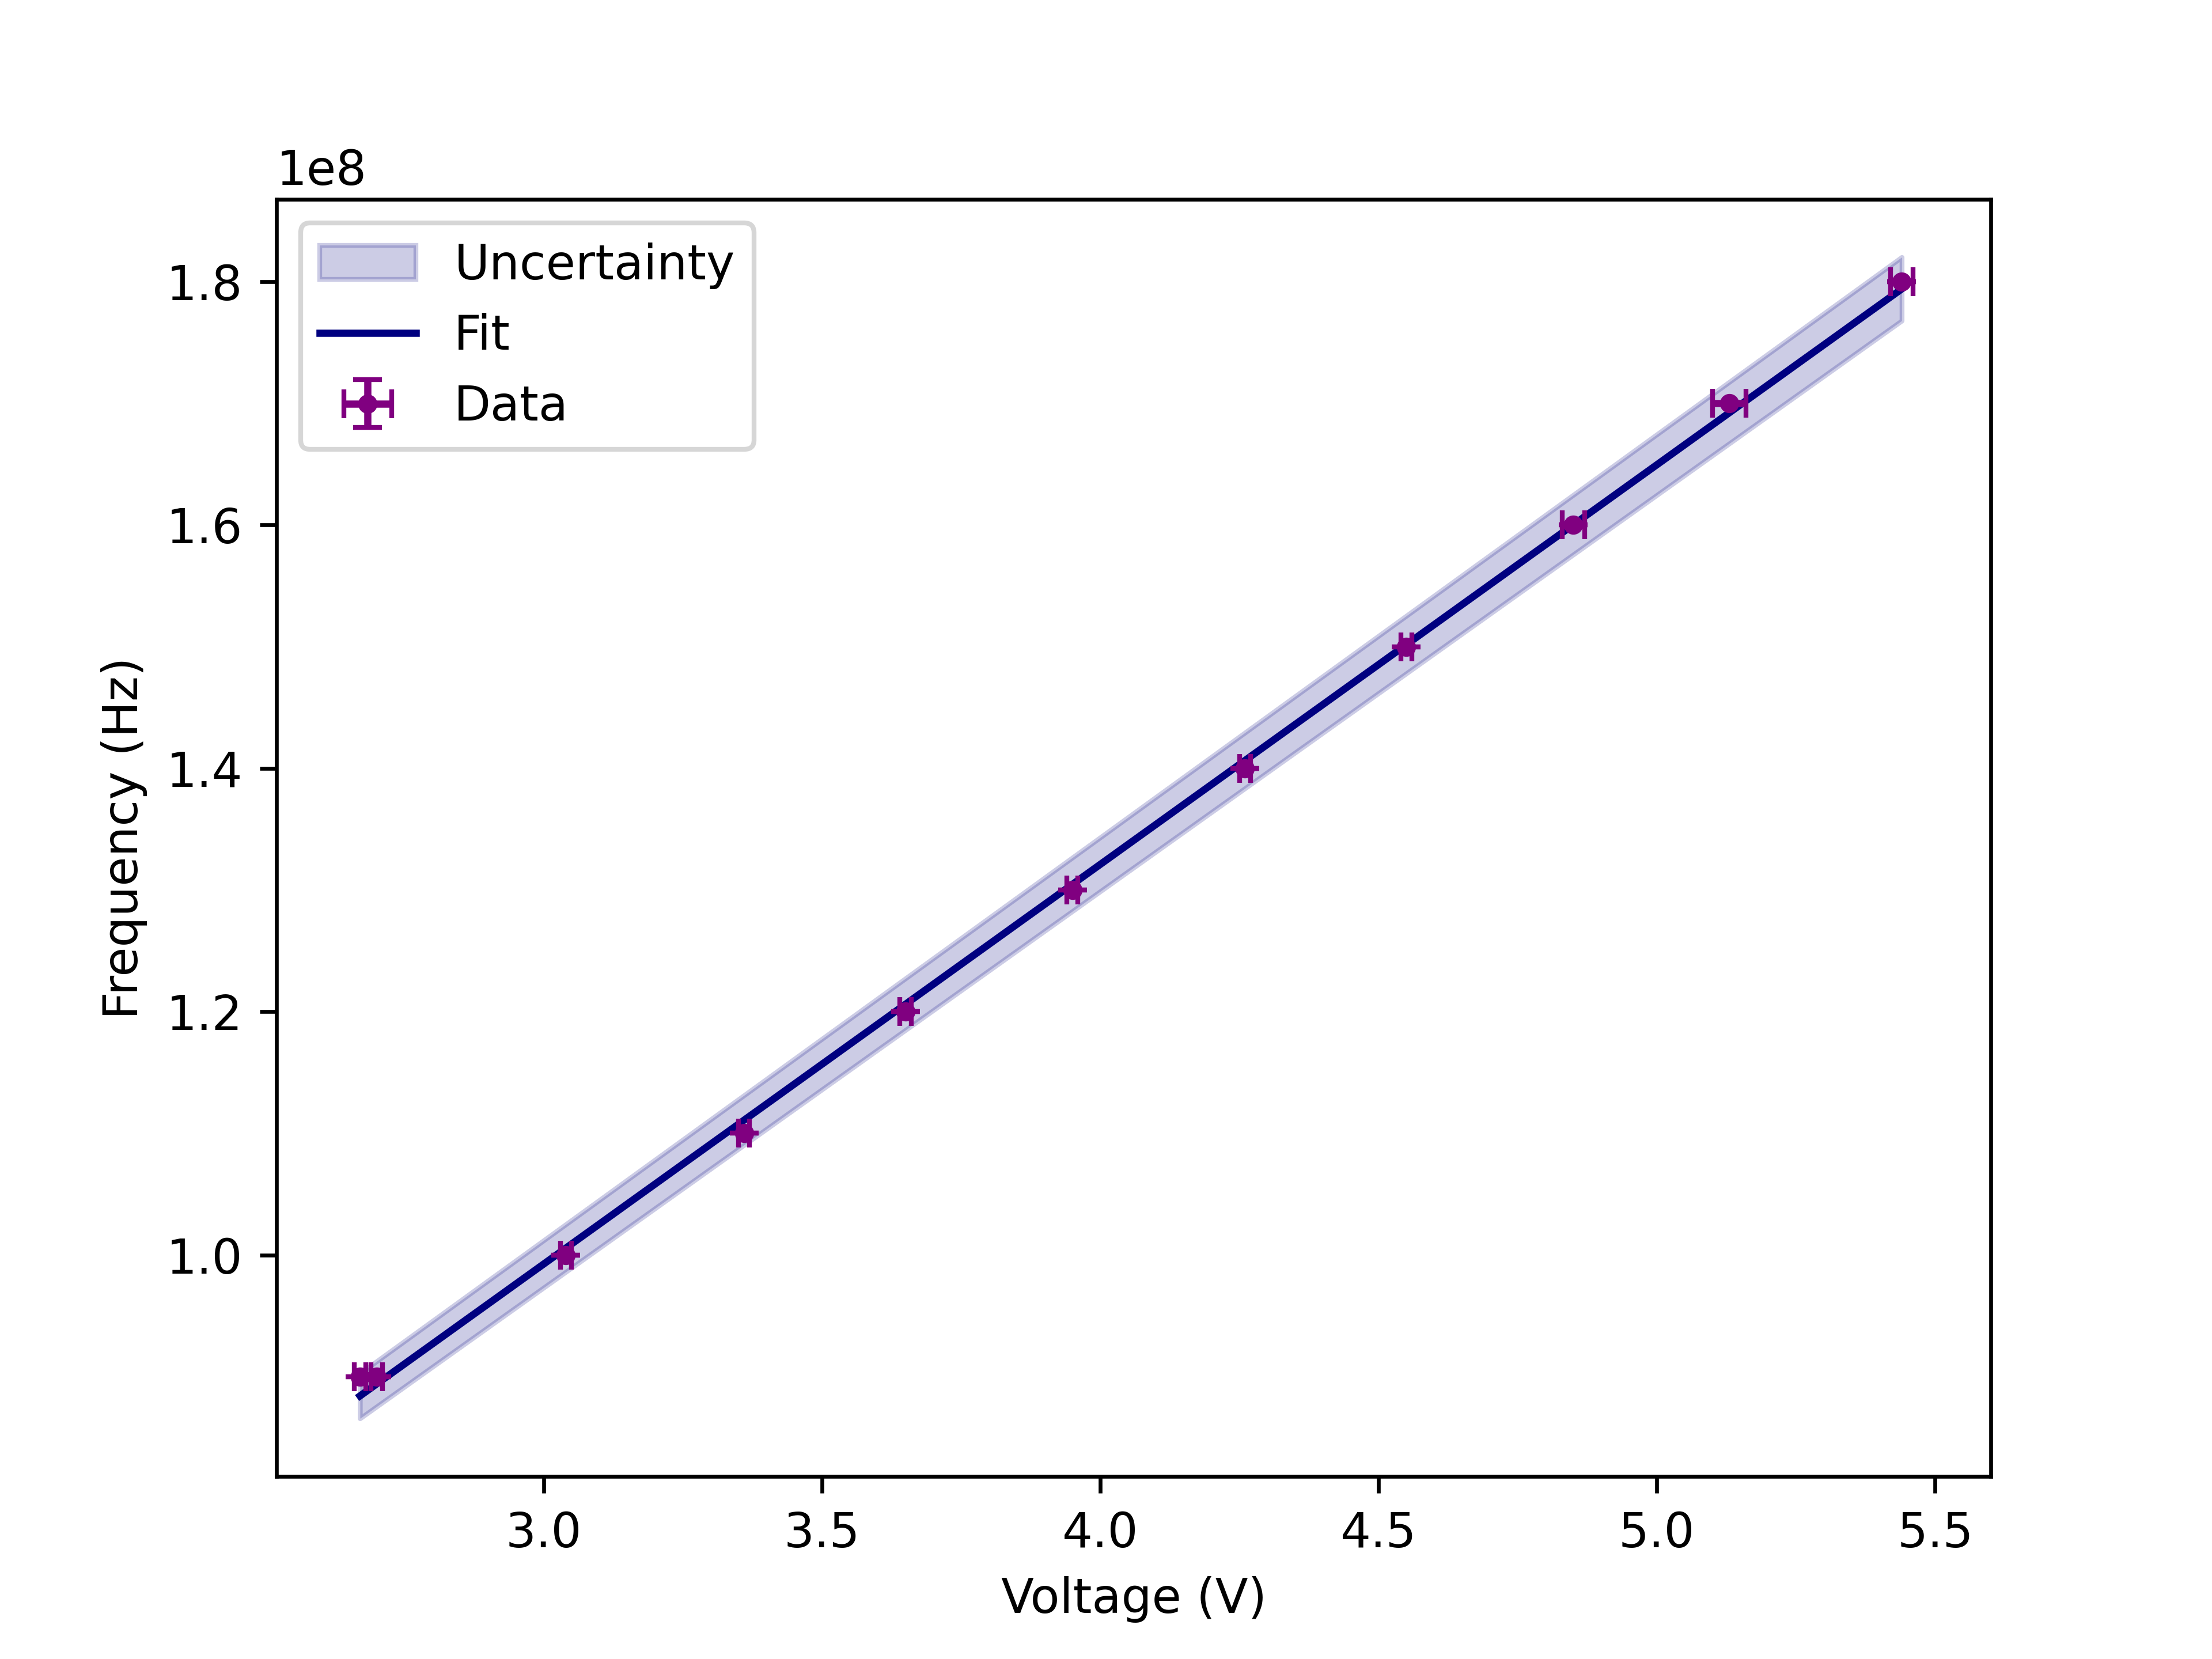 1e8
Uncertainty
Fit
Data
1.8
1.6
1.4
1.2
1.0
Frequency (Hz)
3.0 3.5 4.0 4.5 5.0 5.5
Voltage (V)